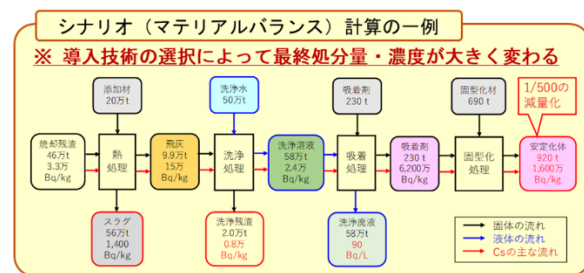 シナリオ（マテリアルバランス）計算の一例
※ 導入技術の選択によって最終処分量・濃度が大きく変わる
添加材
20万t
洗浄水
50万t
吸着剤
230 t
固型化材
690 t
1/500の
減量化
焼却残渣
46万t
3.3万
Bq/kg
熱
処理
飛灰
9.9万t
15万
Bq/kg
洗浄
処理
洗浄溶液
58万t
2.4万
Bq/kg
吸着
処理
吸着剤
230 t
6,200万
Bq/kg
固型化
処理
安定化体
920 t
1,600万
Bq/kg
スラグ
56万t
1,400
Bq/kg
洗浄残渣
2.0万t
0.8万
Bq/kg
洗浄廃液
58万t
90
Bq/L
固体の流れ
液体の流れ
Csの主な流れ